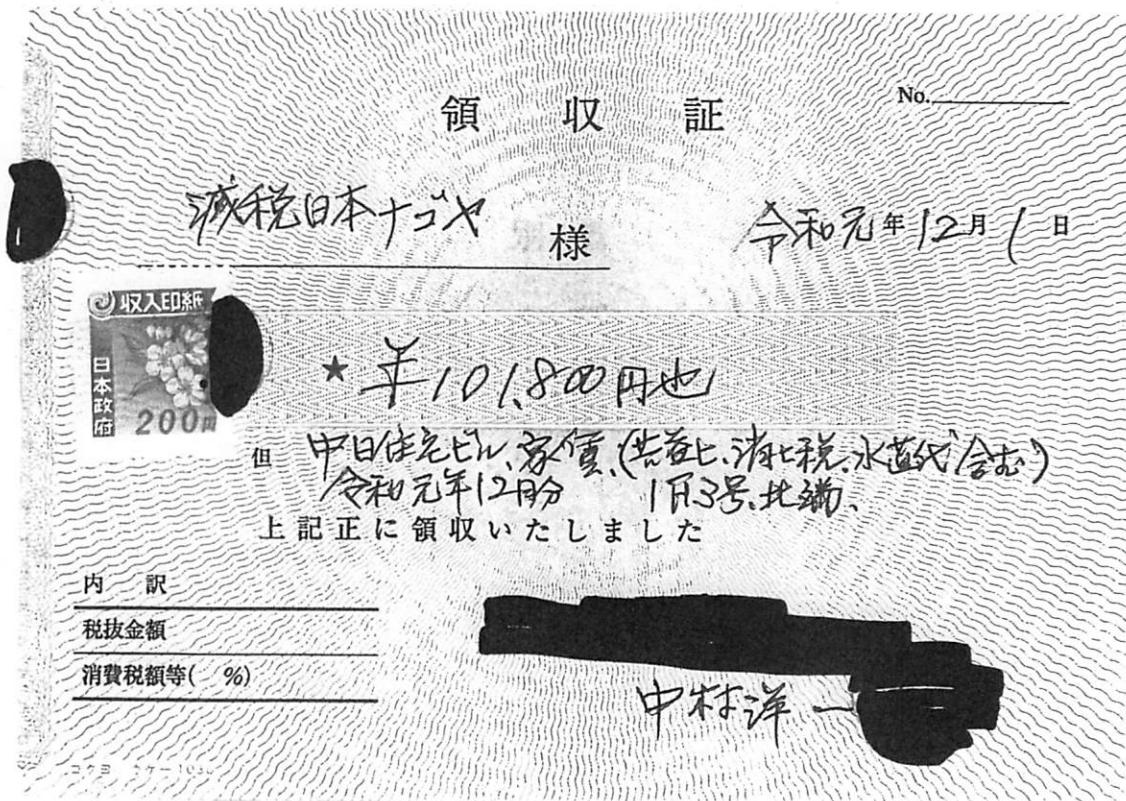 領収証
No.
減税日本ナゴヤ 様
令和元年12月1日
収入印紙
日本政府
200円
★ ¥101,800円也
但 中日住宅ビル、家賃、(共益ヒ、消ヒ税、水道代含む)
令和元年12月分 1階3号、北端、
上記正に領収いたしました
内訳
税抜金額
消費税額等( %)
中村洋一